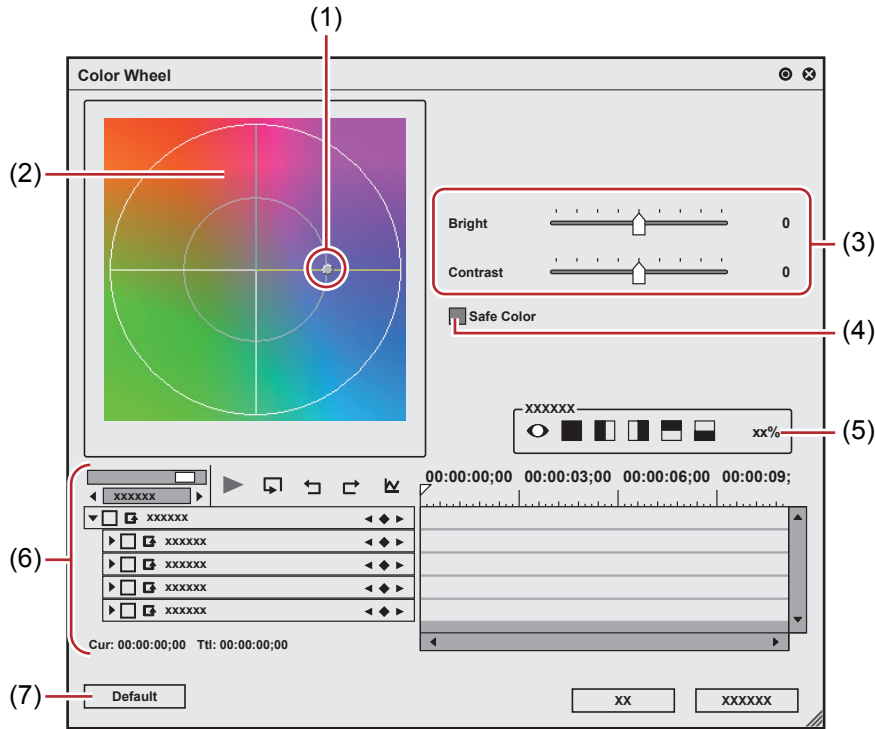 (1)
Color Wheel
(2)
Bright 0
(3)
Contrast 0
Safe Color
(4)
xxxxxx
xx%
(5)
00:00:00;00 00:00:03;00 00:00:06;00 00:00:09;
xxxxxx
xxxxxx
xxxxxx
(6)
xxxxxx
xxxxxx
xxxxxx
Cur: 00:00:00;00 Ttl: 00:00:00;00
(7)
Default
xx
xxxxxx